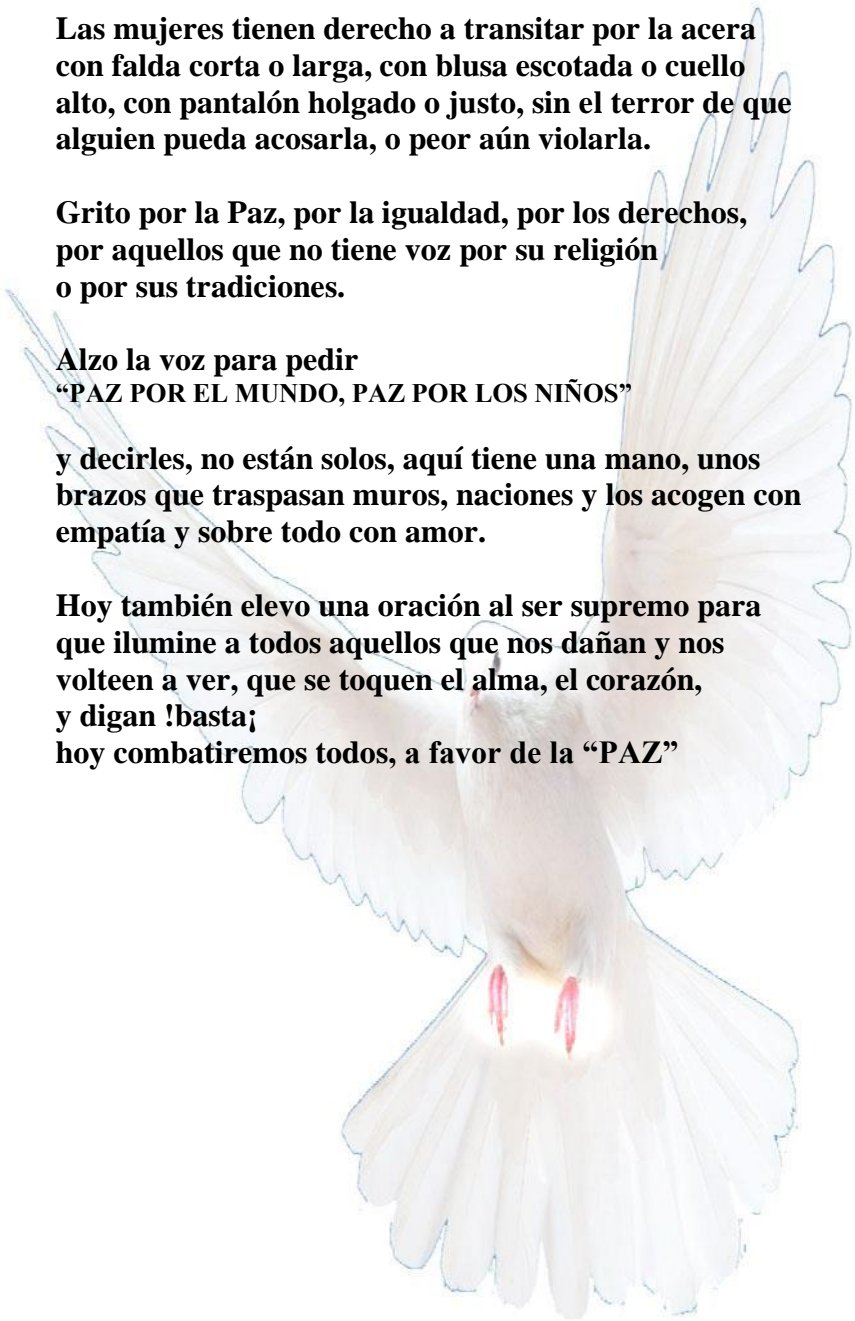 Las mujeres tienen derecho a transitar por la acera
con falda corta o larga, con blusa escotada o cuello
alto, con pantalón holgado o justo, sin el terror de que
alguien pueda acosarla, o peor aún violarla.
Grito por la Paz, por la igualdad, por los derechos,
por aquellos que no tiene voz por su religión
o por sus tradiciones.
Alzo la voz para pedir
“PAZ POR EL MUNDO, PAZ POR LOS NIÑOS”
y decirles, no están solos, aquí tiene una mano, unos
brazos que traspasan muros, naciones y los acogen con
empatía y sobre todo con amor.
Hoy también elevo una oración al ser supremo para
que ilumine a todos aquellos que nos dañan y nos
volteen a ver, que se toquen el alma, el corazón,
y digan !basta¡
hoy combatiremos todos, a favor de la “PAZ”